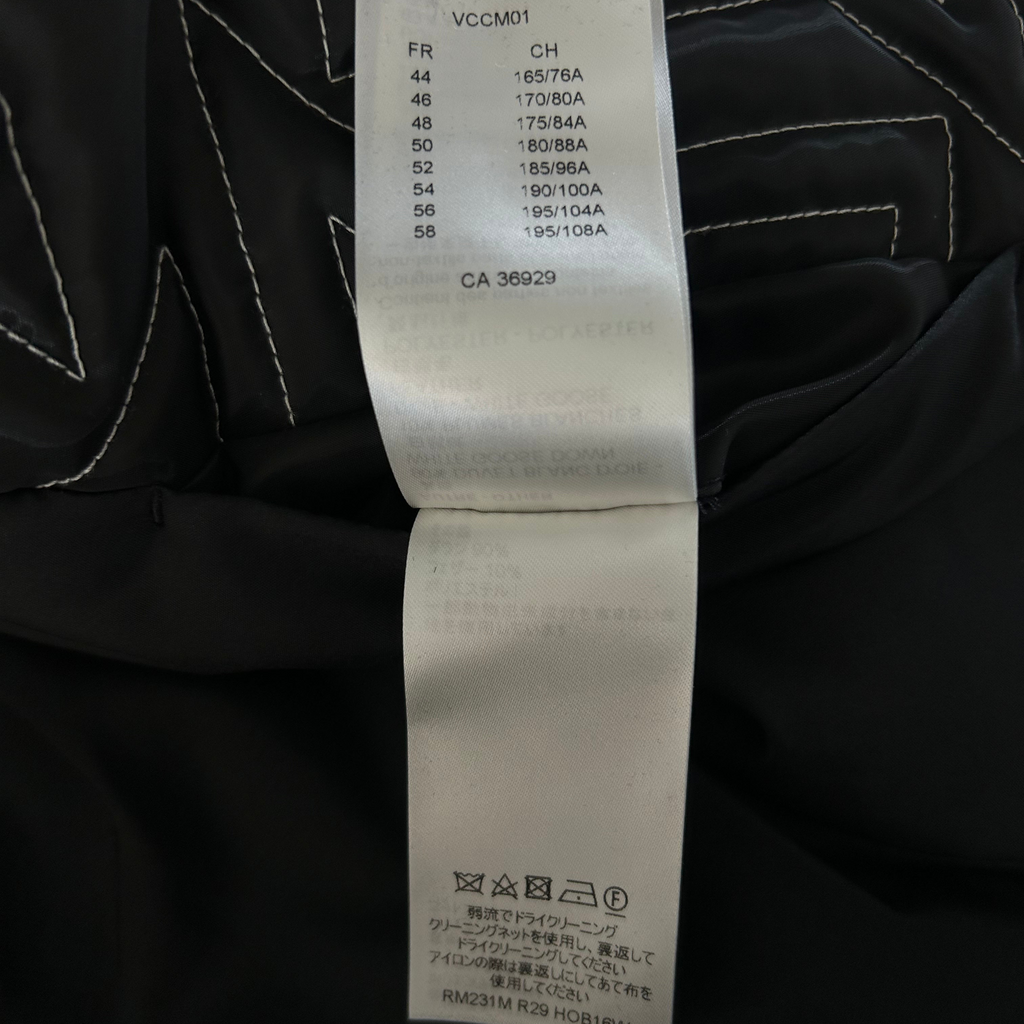 VCCM01
FR CH
44 165/76A
46 170/80A
48 175/84A
50 180/88A
52 185/96A
54 190/100A
56 195/104A
58 195/108A
CA 36929
F
弱流でドライクリーニング
クリーニングネットを使用し、裏返して
ドライクリーニングしてください
アイロンの際は裏返しにしてあて布を
使用してください
RM231M R29 HOB16W